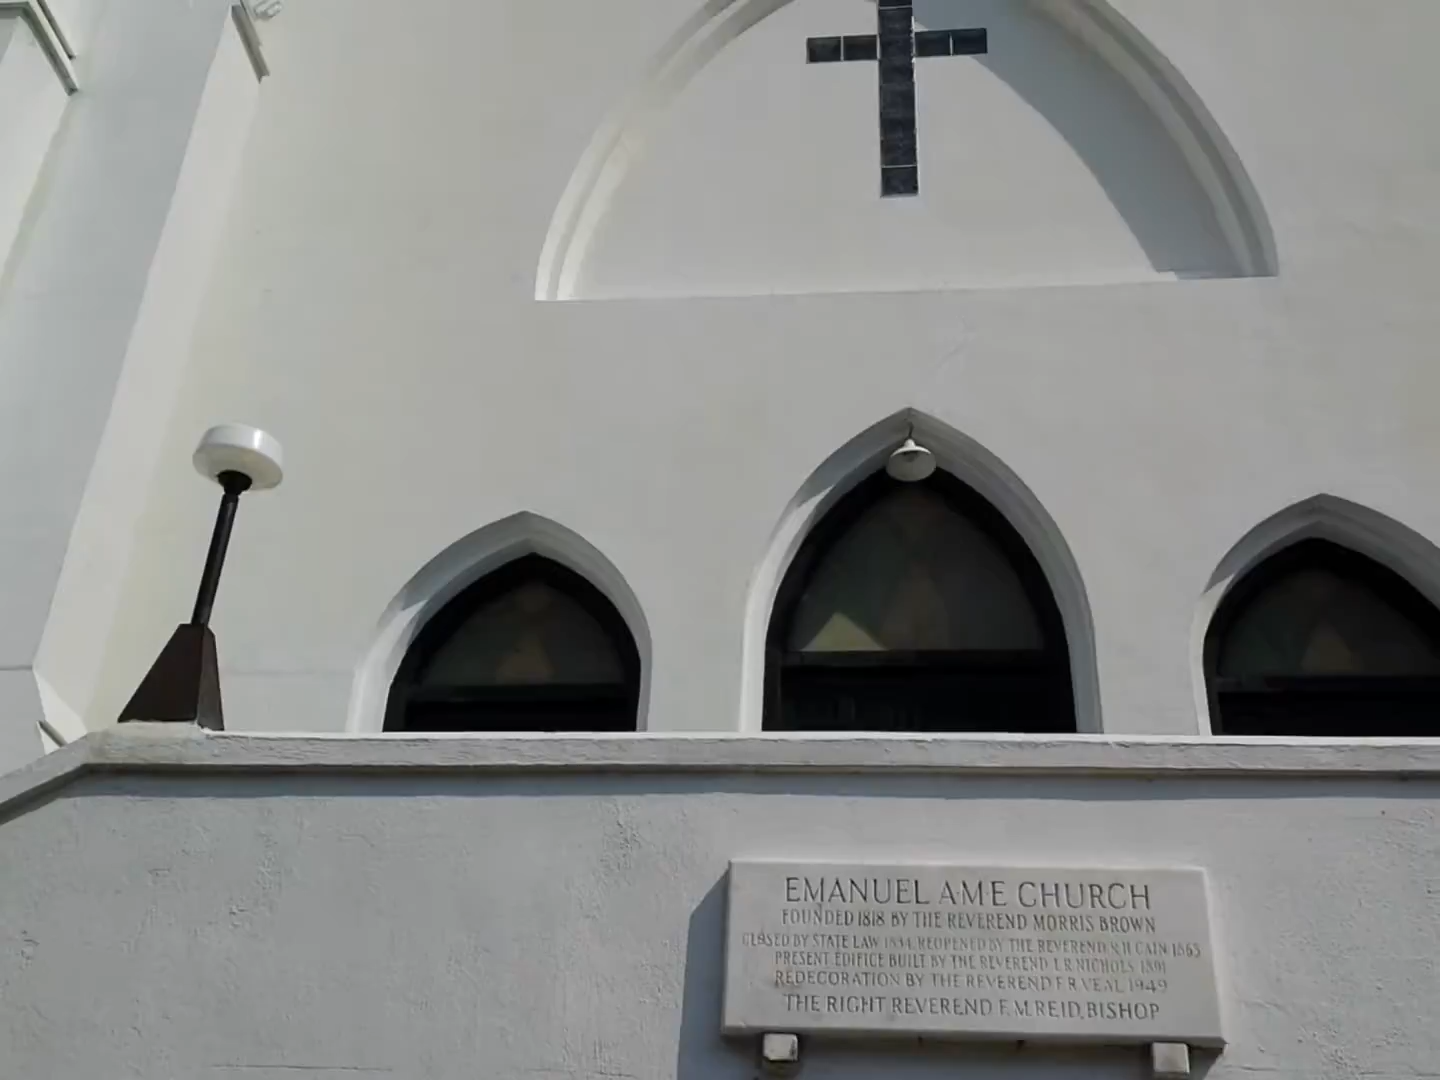 EMANUEL A·M·E CHURCH
FOUNDED 1818 BY THE REVEREND MORRIS BROWN
CLOSED BY STATE LAW 1834, REOPENED BY THE REVEREND R. H. CAIN 1865
PRESENT EDIFICE BUILT BY THE REVEREND L. R. NICHOLS 1891
REDECORATION BY THE REVEREND F. R. VEAL 1949
THE RIGHT REVEREND F. M. REID, BISHOP